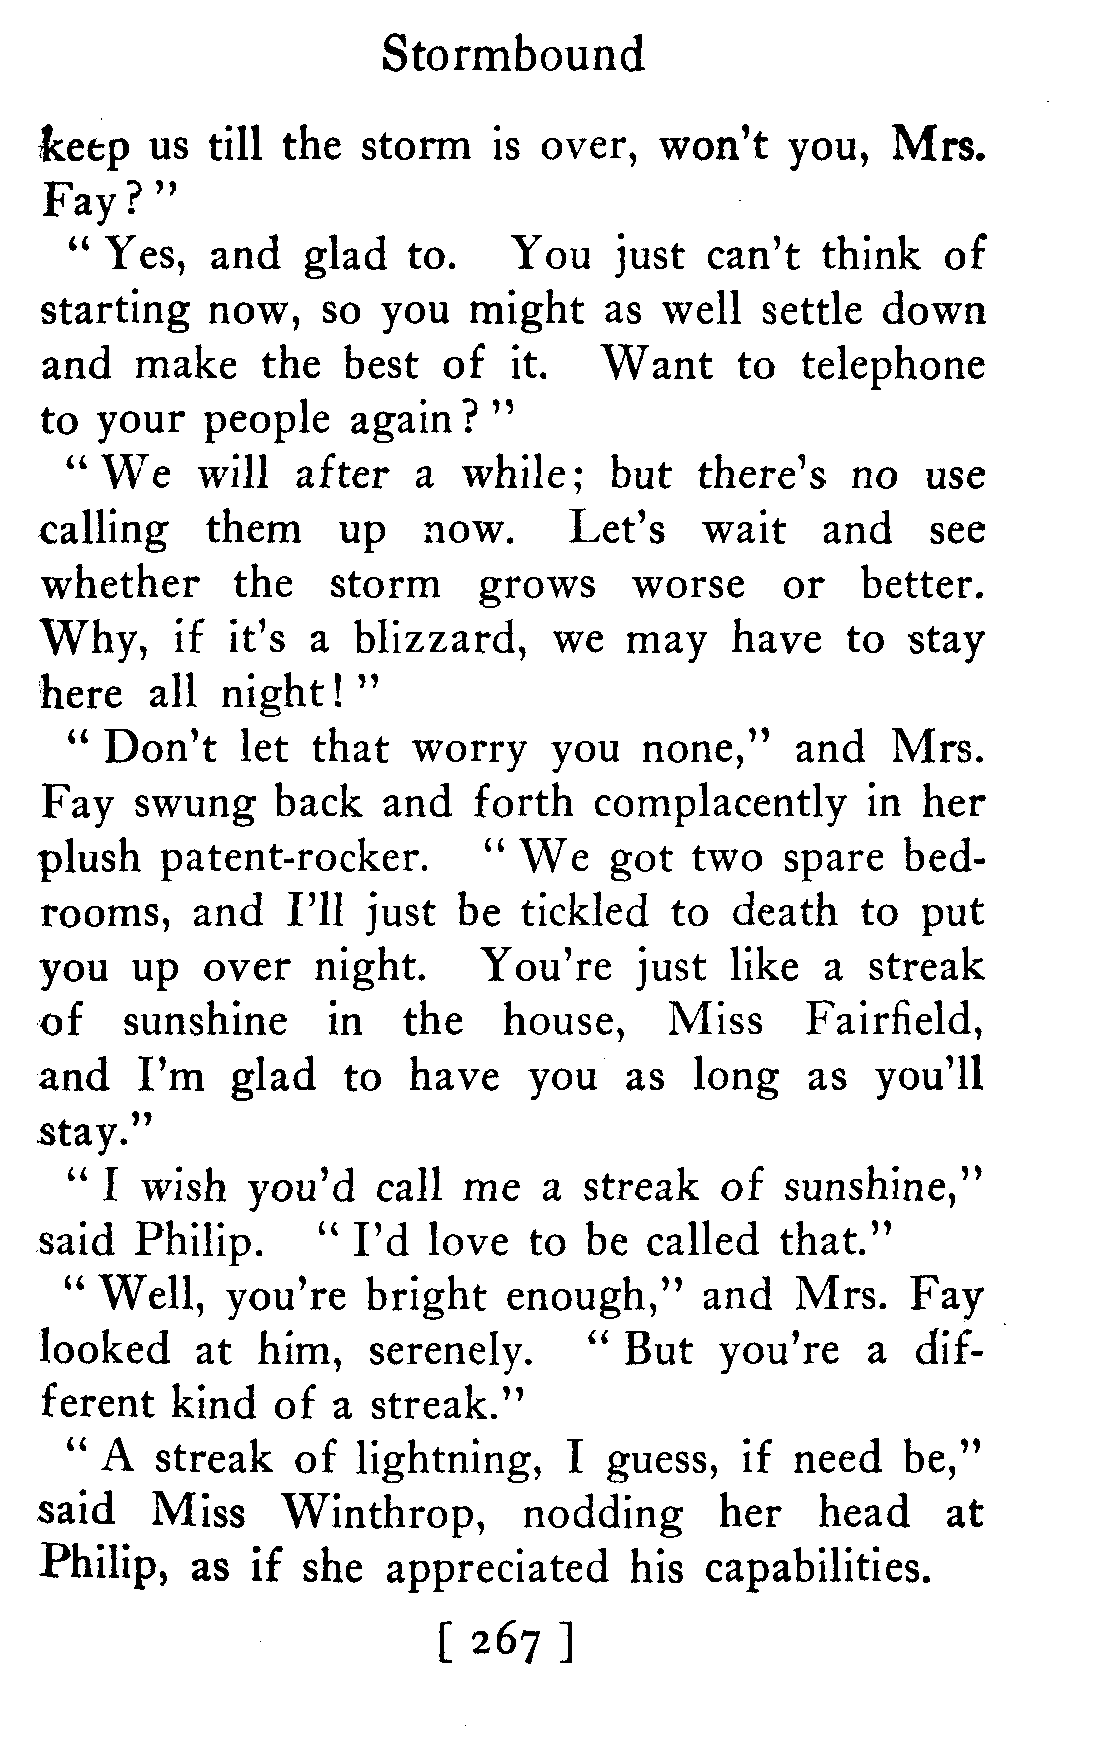 Stormbound
keep us till the storm is over, won't you, Mrs.
Fay?"
"Yes, and glad to. You just can't think of
starting now, so you might as well settle down
and make the best of it. Want to telephone
to your people again?"
"We will after a while; but there's no use
calling them up now. Let's wait and see
whether the storm grows worse or better.
Why, if it's a blizzard, we may have to stay
here all night!"
"Don't let that worry you none," and Mrs.
Fay swung back and forth complacently in her
plush patent-rocker. "We got two spare bed-
rooms, and I'll just be tickled to death to put
you up over night. You're just like a streak
of sunshine in the house, Miss Fairfield,
and I'm glad to have you as long as you'll
stay."
"I wish you'd call me a streak of sunshine,"
said Philip. "I'd love to be called that."
"Well, you're bright enough," and Mrs. Fay
looked at him, serenely. "But you're a dif-
ferent kind of a streak."
"A streak of lightning, I guess, if need be,"
said Miss Winthrop, nodding her head at
Philip, as if she appreciated his capabilities.
[ 267 ]